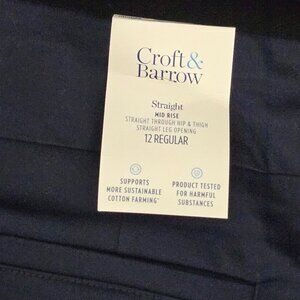 Croft&
Barrow
Straight
MID RISE
STRAIGHT THROUGH HIP & THIGH
STRAIGHT LEG OPENING
12 REGULAR
SUPPORTS
MORE SUSTAINABLE
COTTON FARMING*
PRODUCT TESTED
FOR HARMFUL
SUBSTANCES